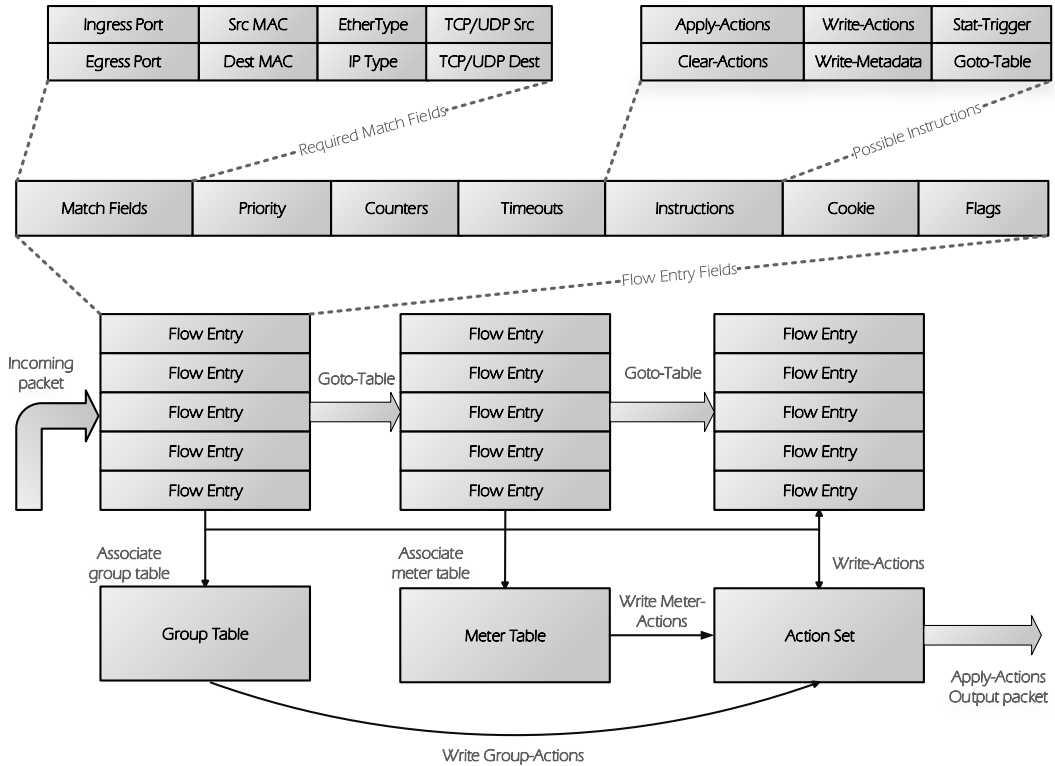 Ingress Port Src MAC EtherType TCP/UDP Src
Egress Port Dest MAC IP Type TCP/UDP Dest
Apply-Actions Write-Actions Stat-Trigger
Clear-Actions Write-Metadata Goto-Table
Required Match Fields
Possible Instructions
Match Fields Priority Counters Timeouts Instructions Cookie Flags
Flow Entry Fields
Incoming
packet
Flow Entry
Flow Entry
Flow Entry
Flow Entry
Flow Entry
Goto-Table
Flow Entry
Flow Entry
Flow Entry
Flow Entry
Flow Entry
Goto-Table
Flow Entry
Flow Entry
Flow Entry
Flow Entry
Flow Entry
Associate
group table
Associate
meter table
Write-Actions
Group Table
Meter Table
Write Meter-
Actions
Action Set
Apply-Actions
Output packet
Write Group-Actions